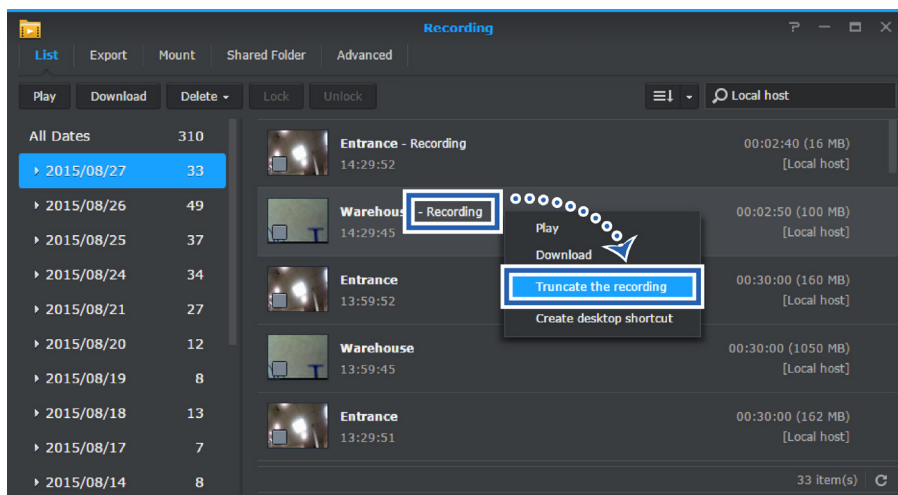 Recording
List Export Mount Shared Folder Advanced
Play Download Delete Lock Unlock Local host
All Dates 310
2015/08/27 33
2015/08/26 49
2015/08/25 37
2015/08/24 34
2015/08/21 27
2015/08/20 12
2015/08/19 8
2015/08/18 13
2015/08/17 7
2015/08/14 8
Entrance - Recording 00:02:40 (16 MB)
14:29:52 [Local host]
Warehous - Recording 00:02:50 (100 MB)
14:29:45 [Local host]
Entrance 00:30:00 (160 MB)
13:59:52 [Local host]
Warehouse 00:30:00 (1050 MB)
13:59:45 [Local host]
Entrance 00:30:00 (162 MB)
13:29:51 [Local host]
Play
Download
Truncate the recording
Create desktop shortcut
33 item(s)